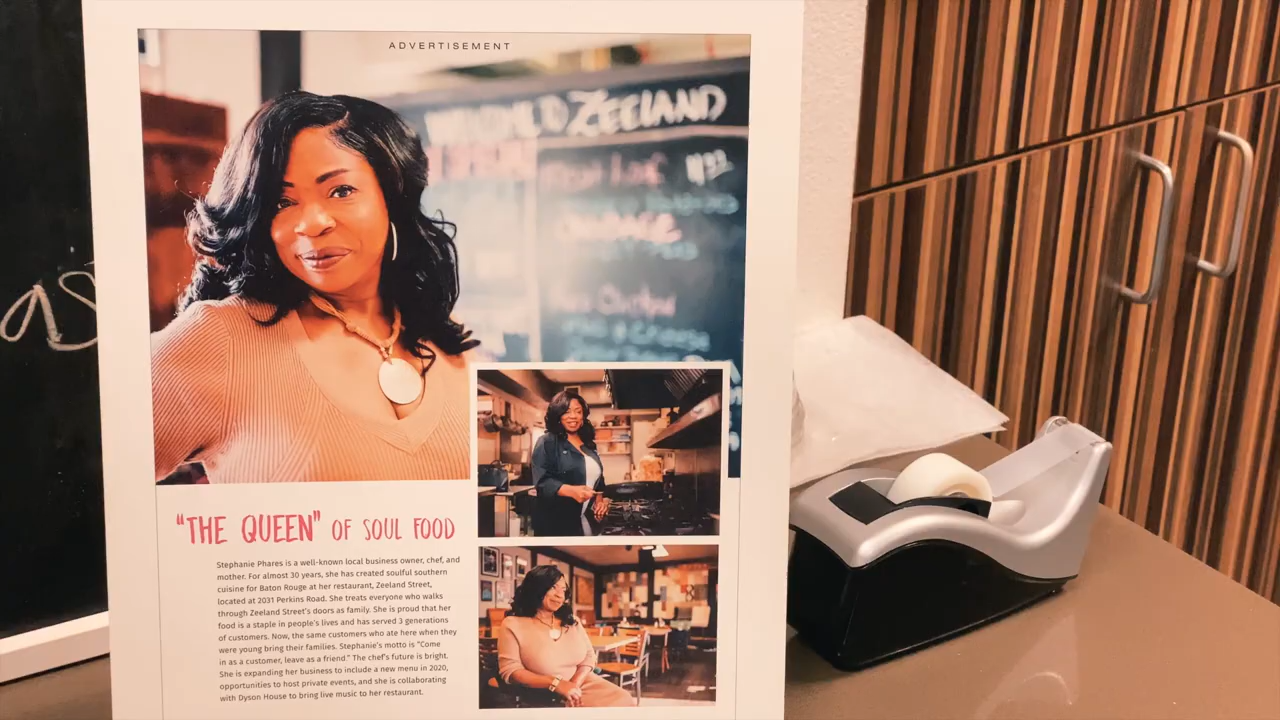 ADVERTISEMENT
ZEELAND
"THE QUEEN" OF SOUL FOOD
Stephanie Phares is a well-known local business owner, chef, and
mother. For almost 30 years, she has created soulful southern
cuisine for Baton Rouge at her restaurant, Zeeland Street,
located at 2031 Perkins Road. She treats everyone who walks
through Zeeland Street's doors as family. She is proud that her
food is a staple in people's lives and has served 3 generations
of customers. Now, the same customers who ate here when they
were young bring their families. Stephanie's motto is "Come
in as a customer, leave as a friend." The chef's future is bright.
She is expanding her business to include a new menu in 2020,
opportunities to host private events, and she is collaborating
with Dyson House to bring live music to her restaurant.